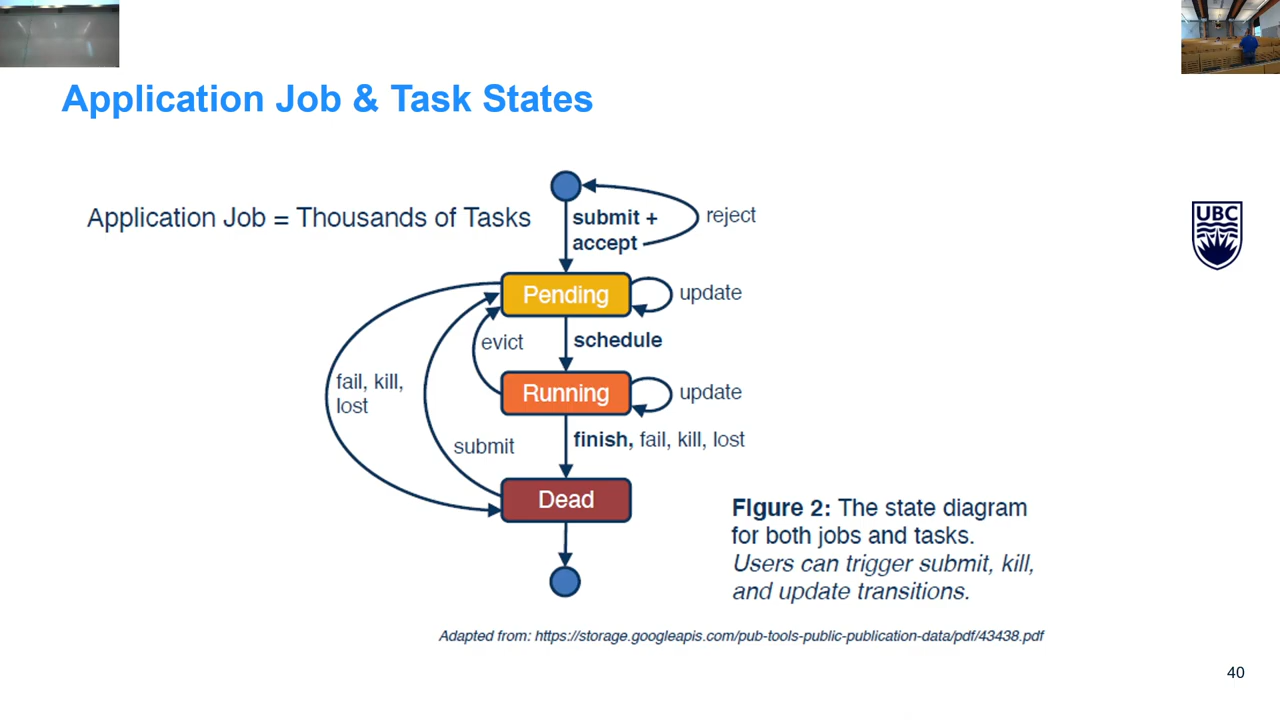 Application Job & Task States
Application Job = Thousands of Tasks
submit +
accept
reject
UBC
Pending
update
evict
schedule
Running
update
fail, kill,
lost
submit
finish, fail, kill, lost
Dead
Figure 2: The state diagram
for both jobs and tasks.
Users can trigger submit, kill,
and update transitions.
Adapted from: https://storage.googleapis.com/pub-tools-public-publication-data/pdf/43438.pdf
40